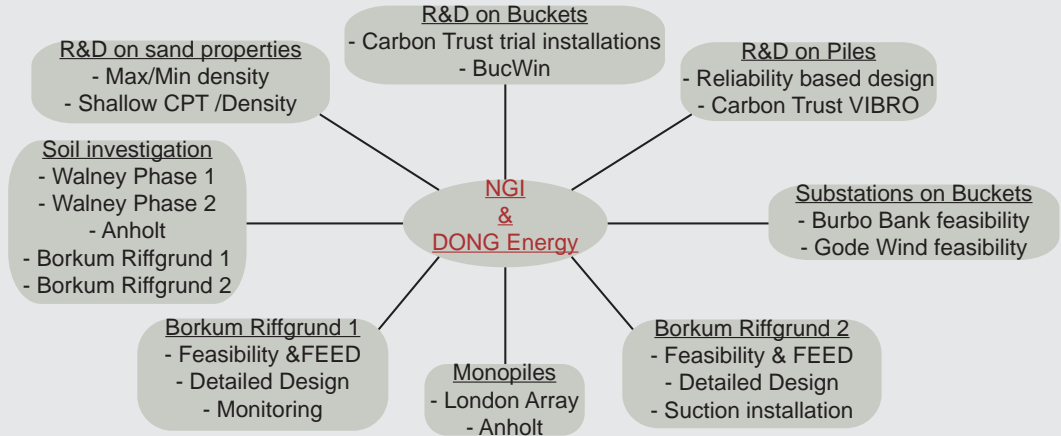 R&D on Buckets
- Carbon Trust trial installations
- BucWin
R&D on sand properties
- Max/Min density
- Shallow CPT /Density
R&D on Piles
- Reliability based design
- Carbon Trust VIBRO
Soil investigation
- Walney Phase 1
- Walney Phase 2
- Anholt
- Borkum Riffgrund 1
- Borkum Riffgrund 2
NGI
&
DONG Energy
Substations on Buckets
- Burbo Bank feasibility
- Gode Wind feasibility
Borkum Riffgrund 1
- Feasibility &FEED
- Detailed Design
- Monitoring
Monopiles
- London Array
- Anholt
Borkum Riffgrund 2
- Feasibility & FEED
- Detailed Design
- Suction installation